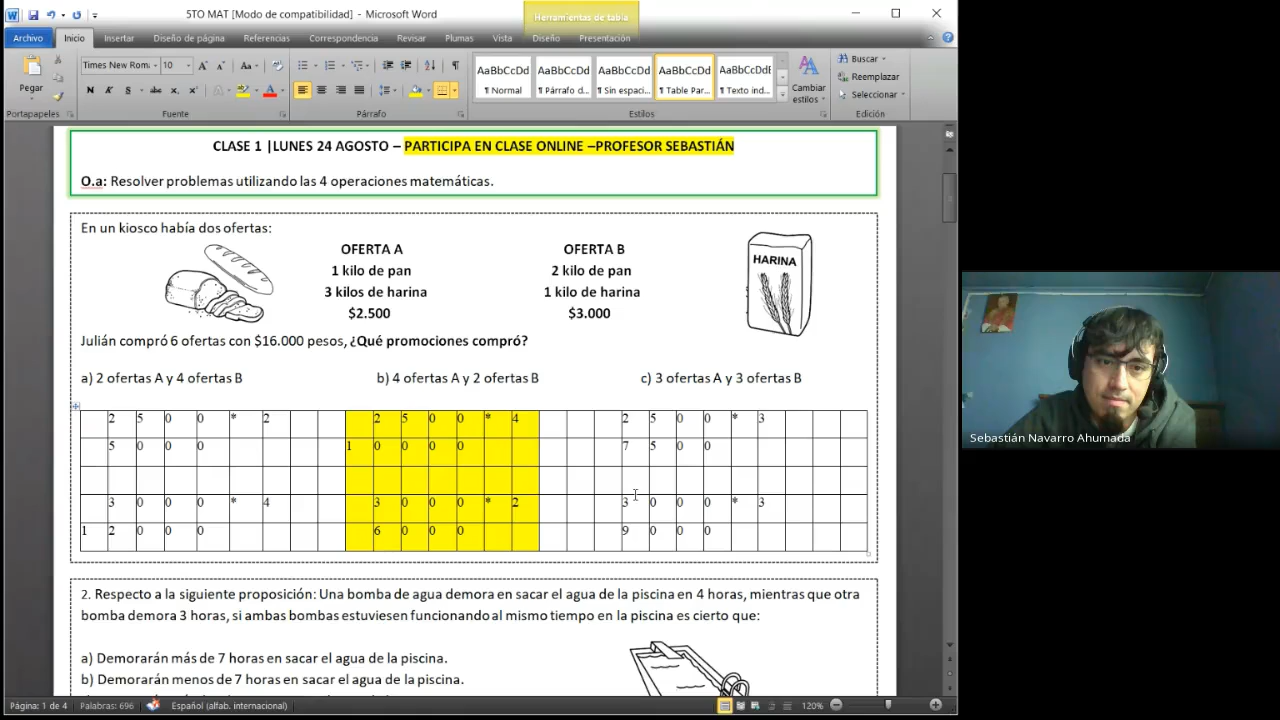 5TO MAT [Modo de compatibilidad] - Microsoft Word
Herramientas de tabla
Archivo Inicio Insertar Diseño de página Referencias Correspondencia Revisar Plumas Vista Diseño Presentación
Pegar
Times New Rom 10
N K S abc x₂ x²
AaBbCcDd AaBbCcDd AaBbCcDd AaBbCcDd AaBbCcDd
¶ Normal ¶ Párrafo d... ¶ Sin espaci... ¶ Table Par... ¶ Texto ind...
Cambiar estilos
Buscar
Reemplazar
Seleccionar
Portapapeles Fuente Párrafo Estilos Edición
CLASE 1 |LUNES 24 AGOSTO – PARTICIPA EN CLASE ONLINE –PROFESOR SEBASTIÁN
O.a: Resolver problemas utilizando las 4 operaciones matemáticas.
En un kiosco había dos ofertas:
OFERTA A OFERTA B
1 kilo de pan 2 kilo de pan
3 kilos de harina 1 kilo de harina
$2.500 $3.000
HARINA
Julián compró 6 ofertas con $16.000 pesos, ¿Qué promociones compró?
a) 2 ofertas A y 4 ofertas B b) 4 ofertas A y 2 ofertas B c) 3 ofertas A y 3 ofertas B
2 5 0 0 * 2 2 5 0 0 * 4 2 5 0 0 * 3
5 0 0 0 1 0 0 0 0 7 5 0 0
3 0 0 0 * 4 3 0 0 0 * 2 3 0 0 0 * 3
1 2 0 0 0 6 0 0 0 9 0 0 0
2. Respecto a la siguiente proposición: Una bomba de agua demora en sacar el agua de la piscina en 4 horas, mientras que otra
bomba demora 3 horas, si ambas bombas estuviesen funcionando al mismo tiempo en la piscina es cierto que:
a) Demorarán más de 7 horas en sacar el agua de la piscina.
b) Demorarán menos de 7 horas en sacar el agua de la piscina.
Página: 1 de 4 Palabras: 696 Español (alfab. internacional) 120%
Sebastián Navarro Ahumada